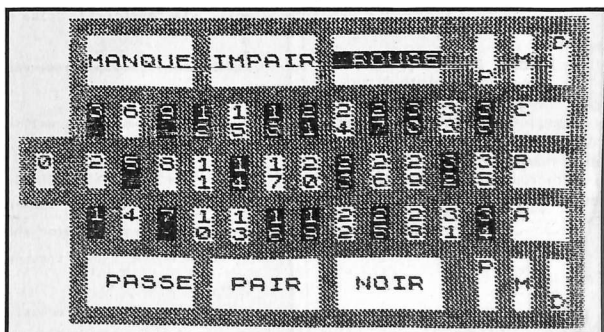 MANQUE IMPAIR ROUGE P M D
3 6 9 12 15 18 21 24 27 30 33 36 C
0 2 5 8 11 14 17 20 23 26 29 32 35 B
1 4 7 10 13 16 19 22 25 28 31 34 A
PASSE PAIR NOIR P M D